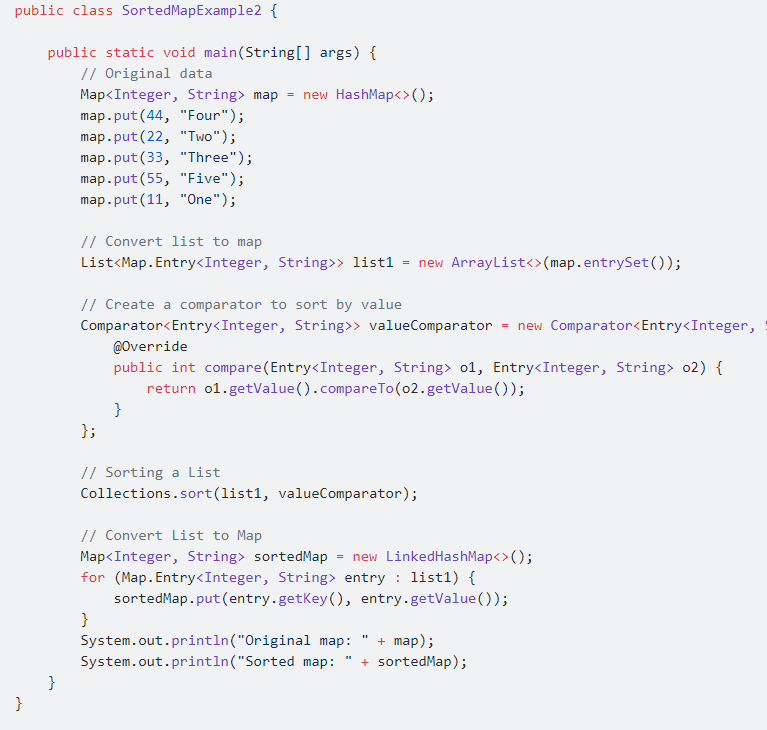 public class SortedMapExample2 {
public static void main(String[] args) {
// Original data
Map<Integer, String> map = new HashMap<>();
map.put(44, "Four");
map.put(22, "Two");
map.put(33, "Three");
map.put(55, "Five");
map.put(11, "One");
// Convert list to map
List<Map.Entry<Integer, String>> list1 = new ArrayList<>(map.entrySet());
// Create a comparator to sort by value
Comparator<Entry<Integer, String>> valueComparator = new Comparator<Entry<Integer,
@Override
public int compare(Entry<Integer, String> o1, Entry<Integer, String> o2) {
return o1.getValue().compareTo(o2.getValue());
}
};
// Sorting a List
Collections.sort(list1, valueComparator);
// Convert List to Map
Map<Integer, String> sortedMap = new LinkedHashMap<>();
for (Map.Entry<Integer, String> entry : list1) {
sortedMap.put(entry.getKey(), entry.getValue());
}
System.out.println("Original map: " + map);
System.out.println("Sorted map: " + sortedMap);
}
}